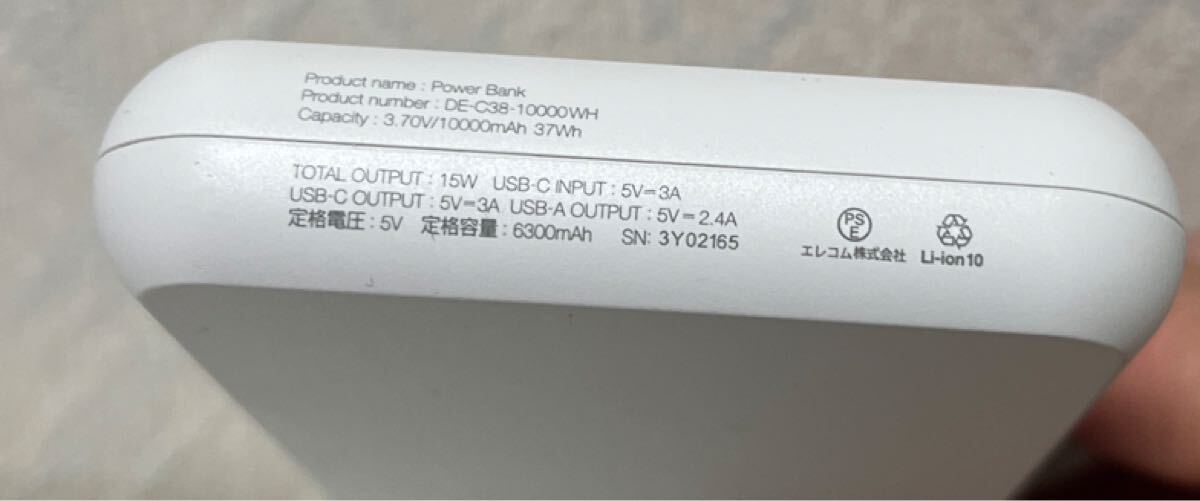 Product name : Power Bank
Product number : DE-C38-10000WH
Capacity : 3.70V/10000mAh 37Wh
TOTAL OUTPUT : 15W USB-C INPUT : 5V=3A
USB-C OUTPUT : 5V=3A USB-A OUTPUT : 5V=2.4A
定格電圧 : 5V 定格容量 : 6300mAh SN: 3Y02165
PS
E
エレコム株式会社 Li-ion10